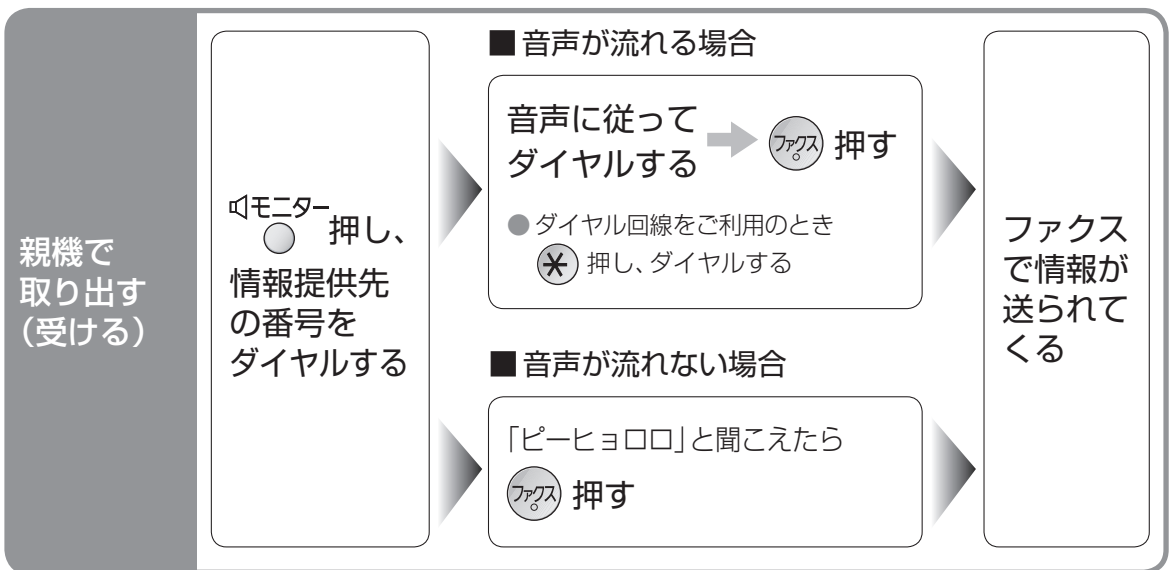 親機で
取り出す
(受ける)
モニター
押し、
情報提供先
の番号を
ダイヤルする
■音声が流れる場合
音声に従って
ダイヤルする
ファクス 押す
●ダイヤル回線をご利用のとき
＊ 押し、ダイヤルする
■音声が流れない場合
「ピーヒョロロ」と聞こえたら
ファクス 押す
ファクス
で情報が
送られて
くる